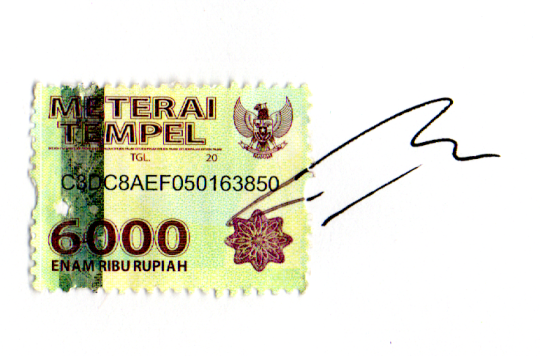 METERAI
TEMPEL
TGL. 20
C3DC8AEF050163850
6000
ENAM RIBU RUPIAH